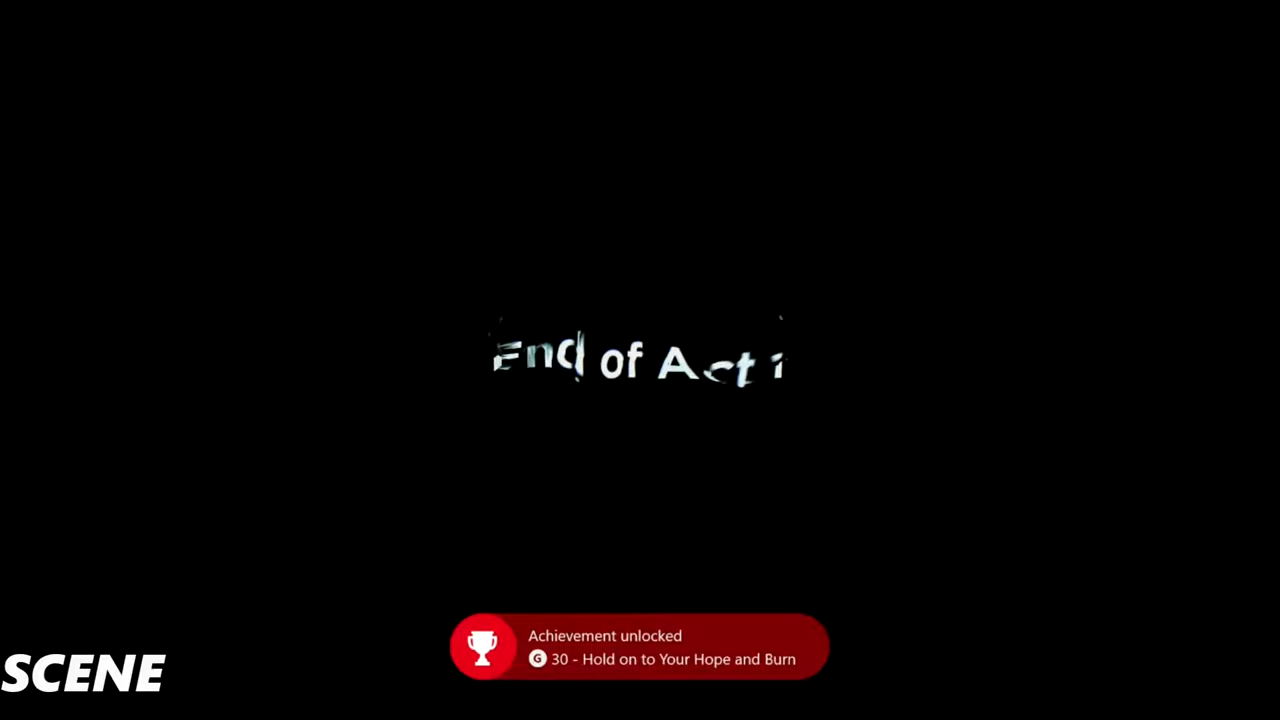 End of Act 1
Achievement unlocked
G 30 - Hold on to Your Hope and Burn
SCENE